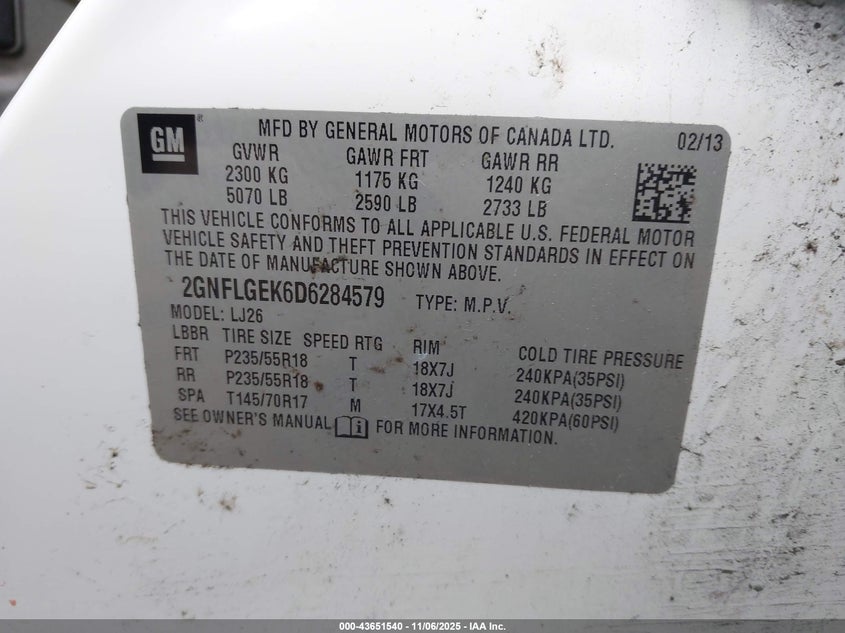 GM ® MFD BY GENERAL MOTORS OF CANADA LTD. 02/13
GVWR GAWR FRT GAWR RR
2300 KG 1175 KG 1240 KG
5070 LB 2590 LB 2733 LB
THIS VEHICLE CONFORMS TO ALL APPLICABLE U.S. FEDERAL MOTOR
VEHICLE SAFETY AND THEFT PREVENTION STANDARDS IN EFFECT ON
THE DATE OF MANUFACTURE SHOWN ABOVE.
2GNFLGEK6D6284579 TYPE: M.P.V.
MODEL: LJ26
LBBR TIRE SIZE SPEED RTG RIM COLD TIRE PRESSURE
FRT P235/55R18 T 18X7J 240KPA(35PSI)
RR P235/55R18 T 18X7J 240KPA(35PSI)
SPA T145/70R17 M 17X4.5T 420KPA(60PSI)
SEE OWNER'S MANUAL FOR MORE INFORMATION.
000-43651540 - 11/06/2025 - IAA Inc.